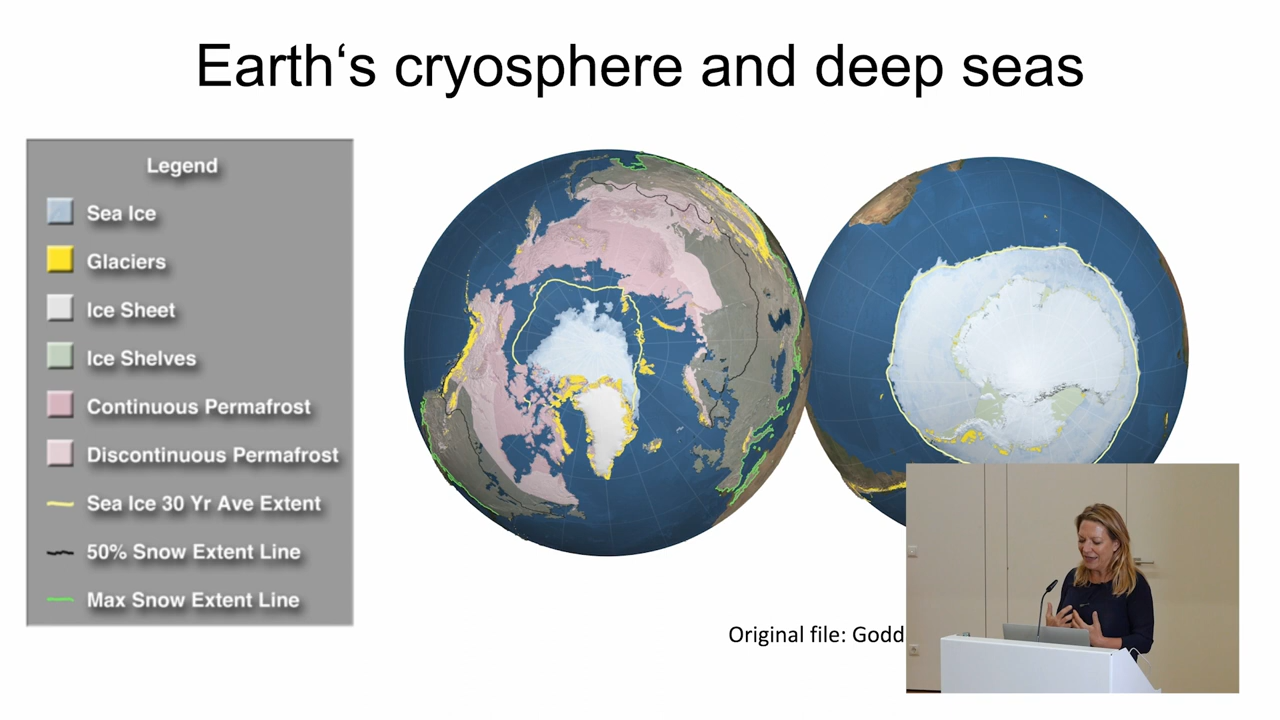 Earth‘s cryosphere and deep seas
Legend
Sea Ice
Glaciers
Ice Sheet
Ice Shelves
Continuous Permafrost
Discontinuous Permafrost
Sea Ice 30 Yr Ave Extent
50% Snow Extent Line
Max Snow Extent Line
Original file: Godd